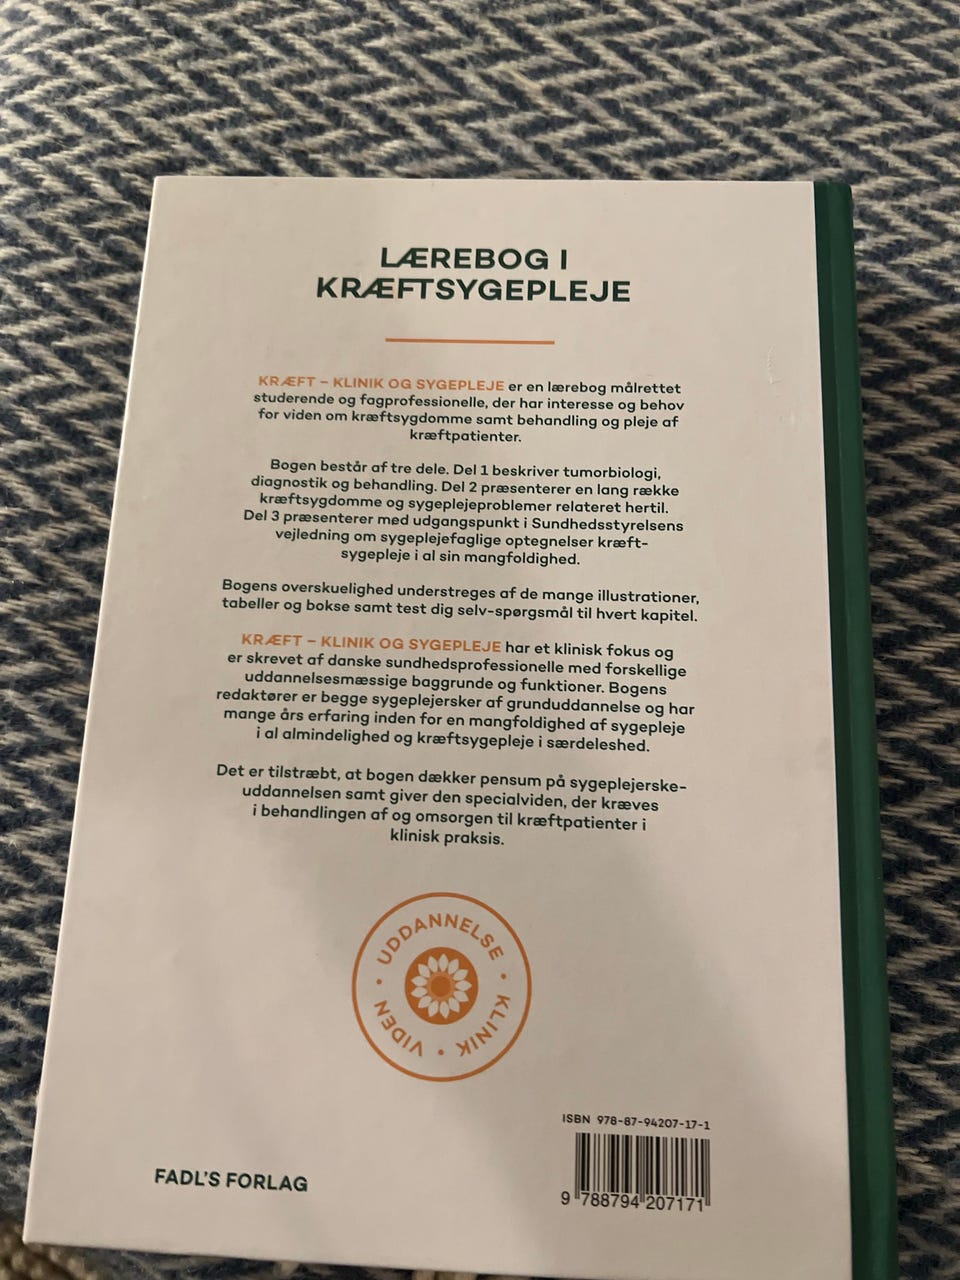 LÆREBOG I
KRÆFTSYGEPLEJE
KRÆFT – KLINIK OG SYGEPLEJE er en lærebog målrettet
studerende og fagprofessionelle, der har interesse og behov
for viden om kræftsygdomme samt behandling og pleje af
kræftpatienter.
Bogen består af tre dele. Del 1 beskriver tumorbiologi,
diagnostik og behandling. Del 2 præsenterer en lang række
kræftsygdomme og sygeplejeproblemer relateret hertil.
Del 3 præsenterer med udgangspunkt i Sundhedsstyrelsens
vejledning om sygeplejefaglige optegnelser kræft-
sygepleje i al sin mangfoldighed.
Bogens overskuelighed understreges af de mange illustrationer,
tabeller og bokse samt test dig selv-spørgsmål til hvert kapitel.
KRÆFT – KLINIK OG SYGEPLEJE har et klinisk fokus og
er skrevet af danske sundhedsprofessionelle med forskellige
uddannelsesmæssige baggrunde og funktioner. Bogens
redaktører er begge sygeplejersker af grunduddannelse og har
mange års erfaring inden for en mangfoldighed af sygepleje
i al almindelighed og kræftsygepleje i særdeleshed.
Det er tilstræbt, at bogen dækker pensum på sygeplejerske-
uddannelsen samt giver den specialviden, der kræves
i behandlingen af og omsorgen til kræftpatienter i
klinisk praksis.
UDDANNELSE • KLINIK • VIDEN •
ISBN 978-87-94207-17-1
9 788794 207171
FADL'S FORLAG